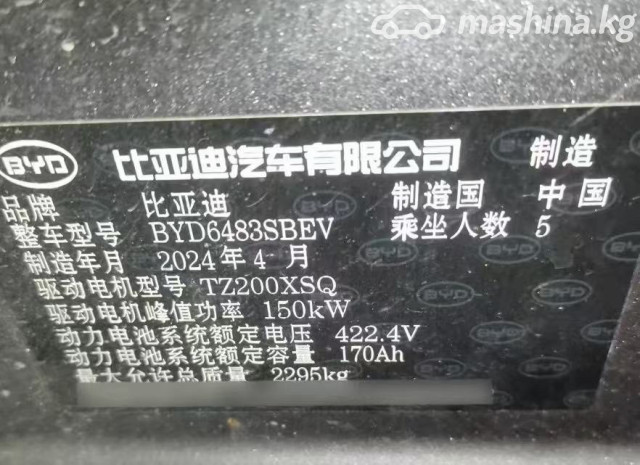 mashina.kg
BYD 比亚迪汽车有限公司 制造
品牌 比亚迪 制造国 中国
整车型号 BYD6483SBEV 乘坐人数 5
制造年月 2024年4月
驱动电机型号 TZ200XSQ
驱动电机峰值功率 150kW
动力电池系统额定电压 422.4V
动力电池系统额定容量 170Ah
最大允许总质量 2295kg